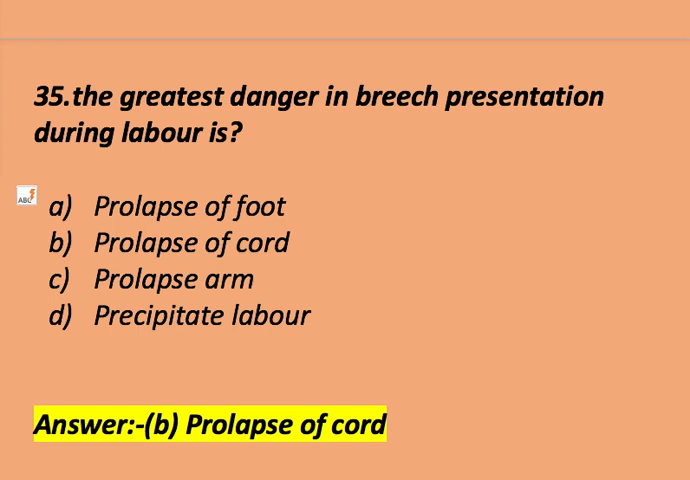 35.the greatest danger in breech presentation
during labour is?
ABC
a) Prolapse of foot
b) Prolapse of cord
c) Prolapse arm
d) Precipitate labour
Answer:-(b) Prolapse of cord